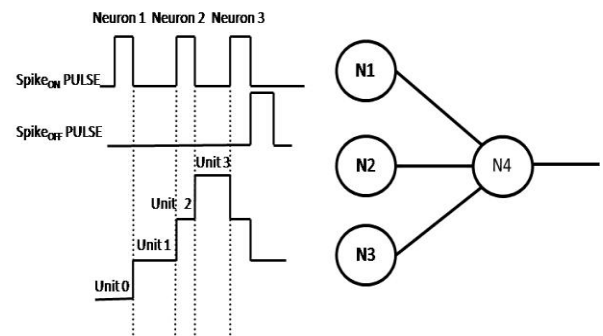 Neuron 1 Neuron 2 Neuron 3
SpikeON PULSE
SpikeOFF PULSE
Unit 3
Unit 2
Unit 1
Unit 0
N1
N2
N3
N4